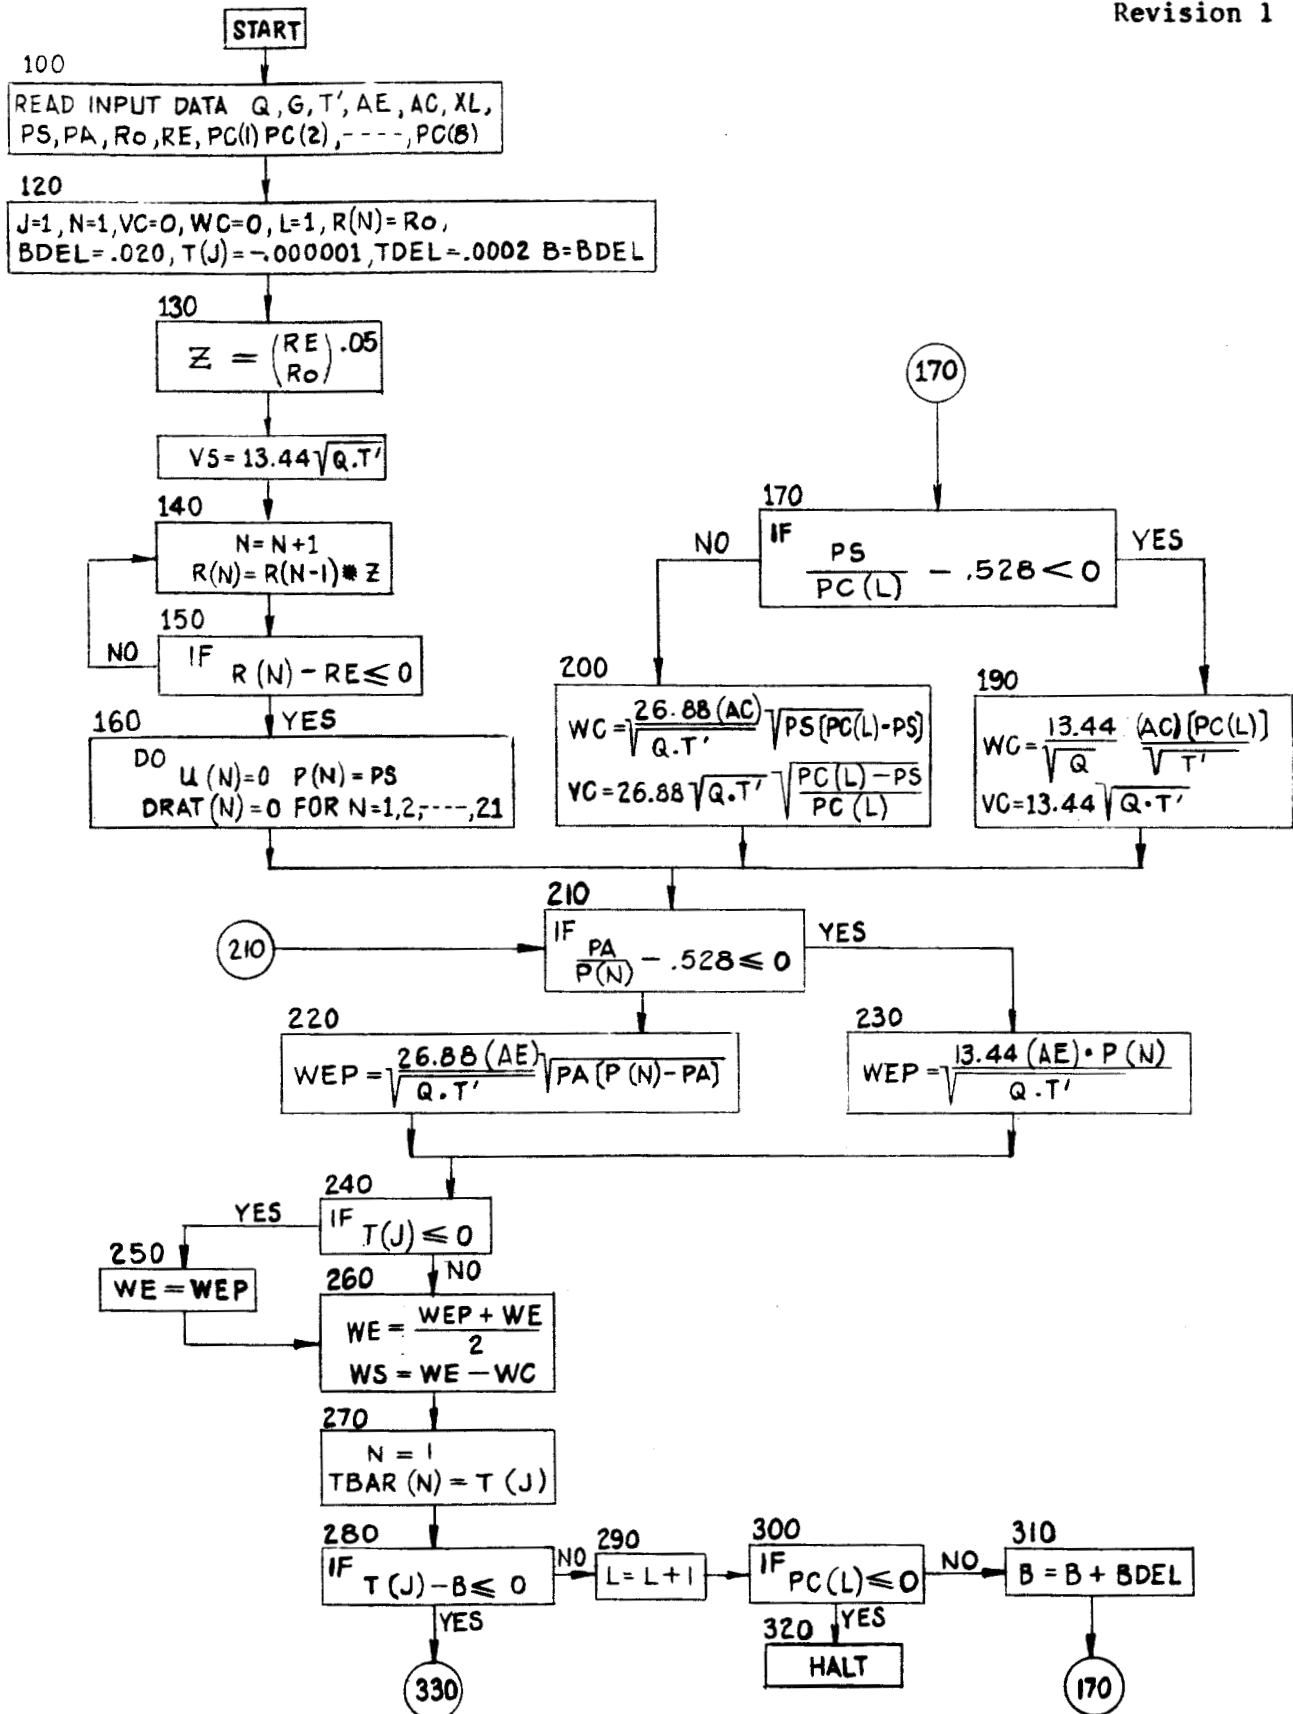 Revision 1
START
100
READ INPUT DATA Q, G, T', AE, AC, XL,
PS, PA, Ro, RE, PC(1) PC(2), ----, PC(8)
120
J=1, N=1, VC=0, WC=0, L=1, R(N)=Ro,
BDEL=.020, T(J)=-.000001, TDEL=.0002 B=BDEL
130
Z = (RE/Ro).05
VS=13.44√Q.T'
140
N=N+1
R(N)=R(N-1)*Z
150
IF R(N)-RE≤0
NO
YES
160
DO
U(N)=0 P(N)=PS
DRAT(N)=0 FOR N=1,2,----,21
170
170
IF PS/PC(L) - .528<0
NO
YES
200
WC=26.88(AC)/√Q.T' √PS[PC(L)-PS]
VC=26.88√Q.T' √PC(L)-PS/PC(L)
190
WC=13.44/√Q (AC)[PC(L)]/√T'
VC=13.44√Q.T'
210
210
IF PA/P(N) - .528≤0
YES
220
WEP=26.88(AE)/√Q.T' √PA[P(N)-PA]
230
WEP=13.44(AE)·P(N)/√Q.T'
240
IF T(J)≤0
YES
NO
250
WE=WEP
260
WE=WEP+WE/2
WS=WE-WC
270
N=1
TBAR(N)=T(J)
280
IF T(J)-B≤0
NO
YES
290
L=L+1
300
IF PC(L)≤0
NO
YES
310
B=B+BDEL
320
HALT
330
170